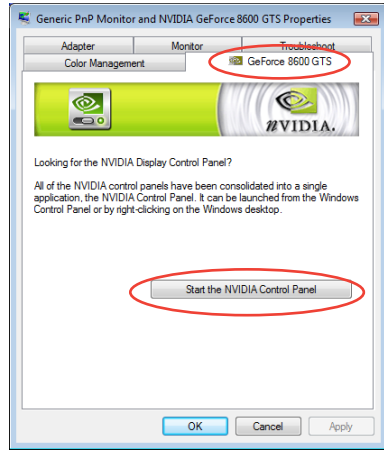 Generic PnP Monitor and NVIDIA GeForce 8600 GTS Properties
Adapter Monitor Troubleshoot
Color Management GeForce 8600 GTS
NVIDIA.
Looking for the NVIDIA Display Control Panel?
All of the NVIDIA control panels have been consolidated into a single
application, the NVIDIA Control Panel. It can be launched from the Windows
Control Panel or by right-clicking on the Windows desktop.
Start the NVIDIA Control Panel
OK Cancel Apply